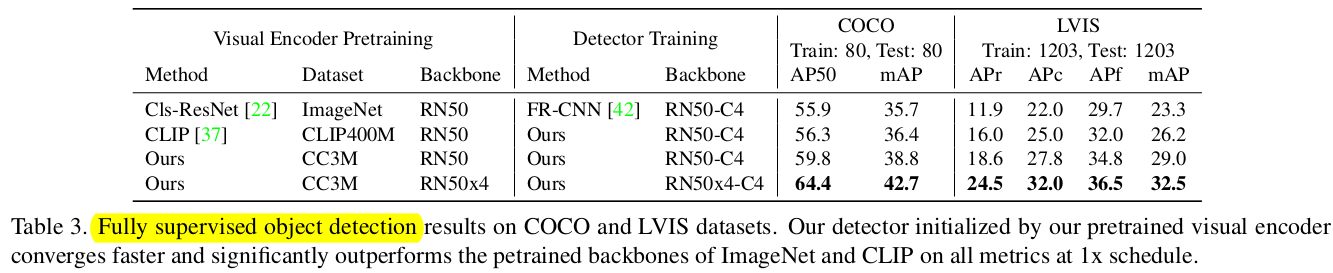 Visual Encoder Pretraining Detector Training COCO LVIS
Train: 80, Test: 80 Train: 1203, Test: 1203
Method Dataset Backbone Method Backbone AP50 mAP APr APc APf mAP
Cls-ResNet [22] ImageNet RN50 FR-CNN [42] RN50-C4 55.9 35.7 11.9 22.0 29.7 23.3
CLIP [37] CLIP400M RN50 Ours RN50-C4 56.3 36.4 16.0 25.0 32.0 26.2
Ours CC3M RN50 Ours RN50-C4 59.8 38.8 18.6 27.8 34.8 29.0
Ours CC3M RN50x4 Ours RN50x4-C4 64.4 42.7 24.5 32.0 36.5 32.5
Table 3. Fully supervised object detection results on COCO and LVIS datasets. Our detector initialized by our pretrained visual encoder
converges faster and significantly outperforms the petrained backbones of ImageNet and CLIP on all metrics at 1x schedule.